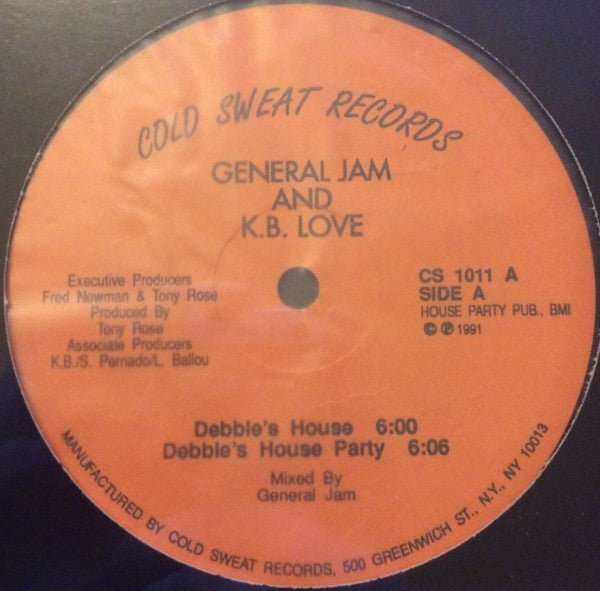 COLD SWEAT RECORDS
GENERAL JAM
AND
K.B. LOVE
Executive Producers
Fred Newman & Tony Rose
Produced By
Tony Rose
Associate Producers
K.B./S. Pernado/L. Ballou
CS 1011 A
SIDE A
HOUSE PARTY PUB., BMI
© ℗ 1991
Debbie's House 6:00
Debbie's House Party 6:06
Mixed By
General Jam
MANUFACTURED BY COLD SWEAT RECORDS, 500 GREENWICH ST., N.Y., NY 10013